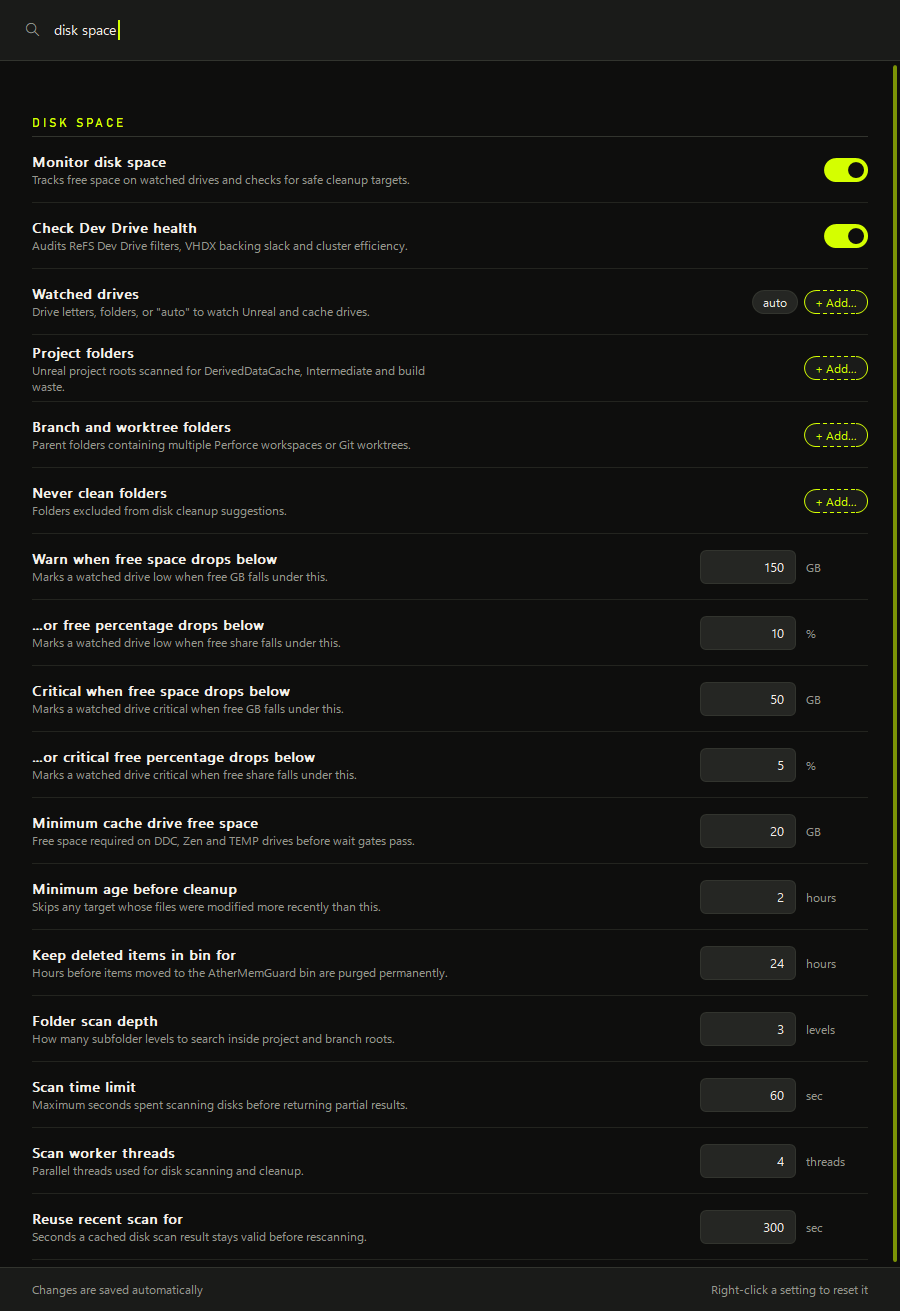 disk space
DISK SPACE
Monitor disk space
Tracks free space on watched drives and checks for safe cleanup targets.
Check Dev Drive health
Audits ReFS Dev Drive filters, VHDX backing slack and cluster efficiency.
Watched drives
Drive letters, folders, or "auto" to watch Unreal and cache drives.
auto
+ Add...
Project folders
Unreal project roots scanned for DerivedDataCache, Intermediate and build
waste.
+ Add...
Branch and worktree folders
Parent folders containing multiple Perforce workspaces or Git worktrees.
+ Add...
Never clean folders
Folders excluded from disk cleanup suggestions.
+ Add...
Warn when free space drops below
Marks a watched drive low when free GB falls under this.
150 GB
...or free percentage drops below
Marks a watched drive low when free share falls under this.
10 %
Critical when free space drops below
Marks a watched drive critical when free GB falls under this.
50 GB
...or critical free percentage drops below
Marks a watched drive critical when free share falls under this.
5 %
Minimum cache drive free space
Free space required on DDC, Zen and TEMP drives before wait gates pass.
20 GB
Minimum age before cleanup
Skips any target whose files were modified more recently than this.
2 hours
Keep deleted items in bin for
Hours before items moved to the AtherMemGuard bin are purged permanently.
24 hours
Folder scan depth
How many subfolder levels to search inside project and branch roots.
3 levels
Scan time limit
Maximum seconds spent scanning disks before returning partial results.
60 sec
Scan worker threads
Parallel threads used for disk scanning and cleanup.
4 threads
Reuse recent scan for
Seconds a cached disk scan result stays valid before rescanning.
300 sec
Changes are saved automatically
Right-click a setting to reset it